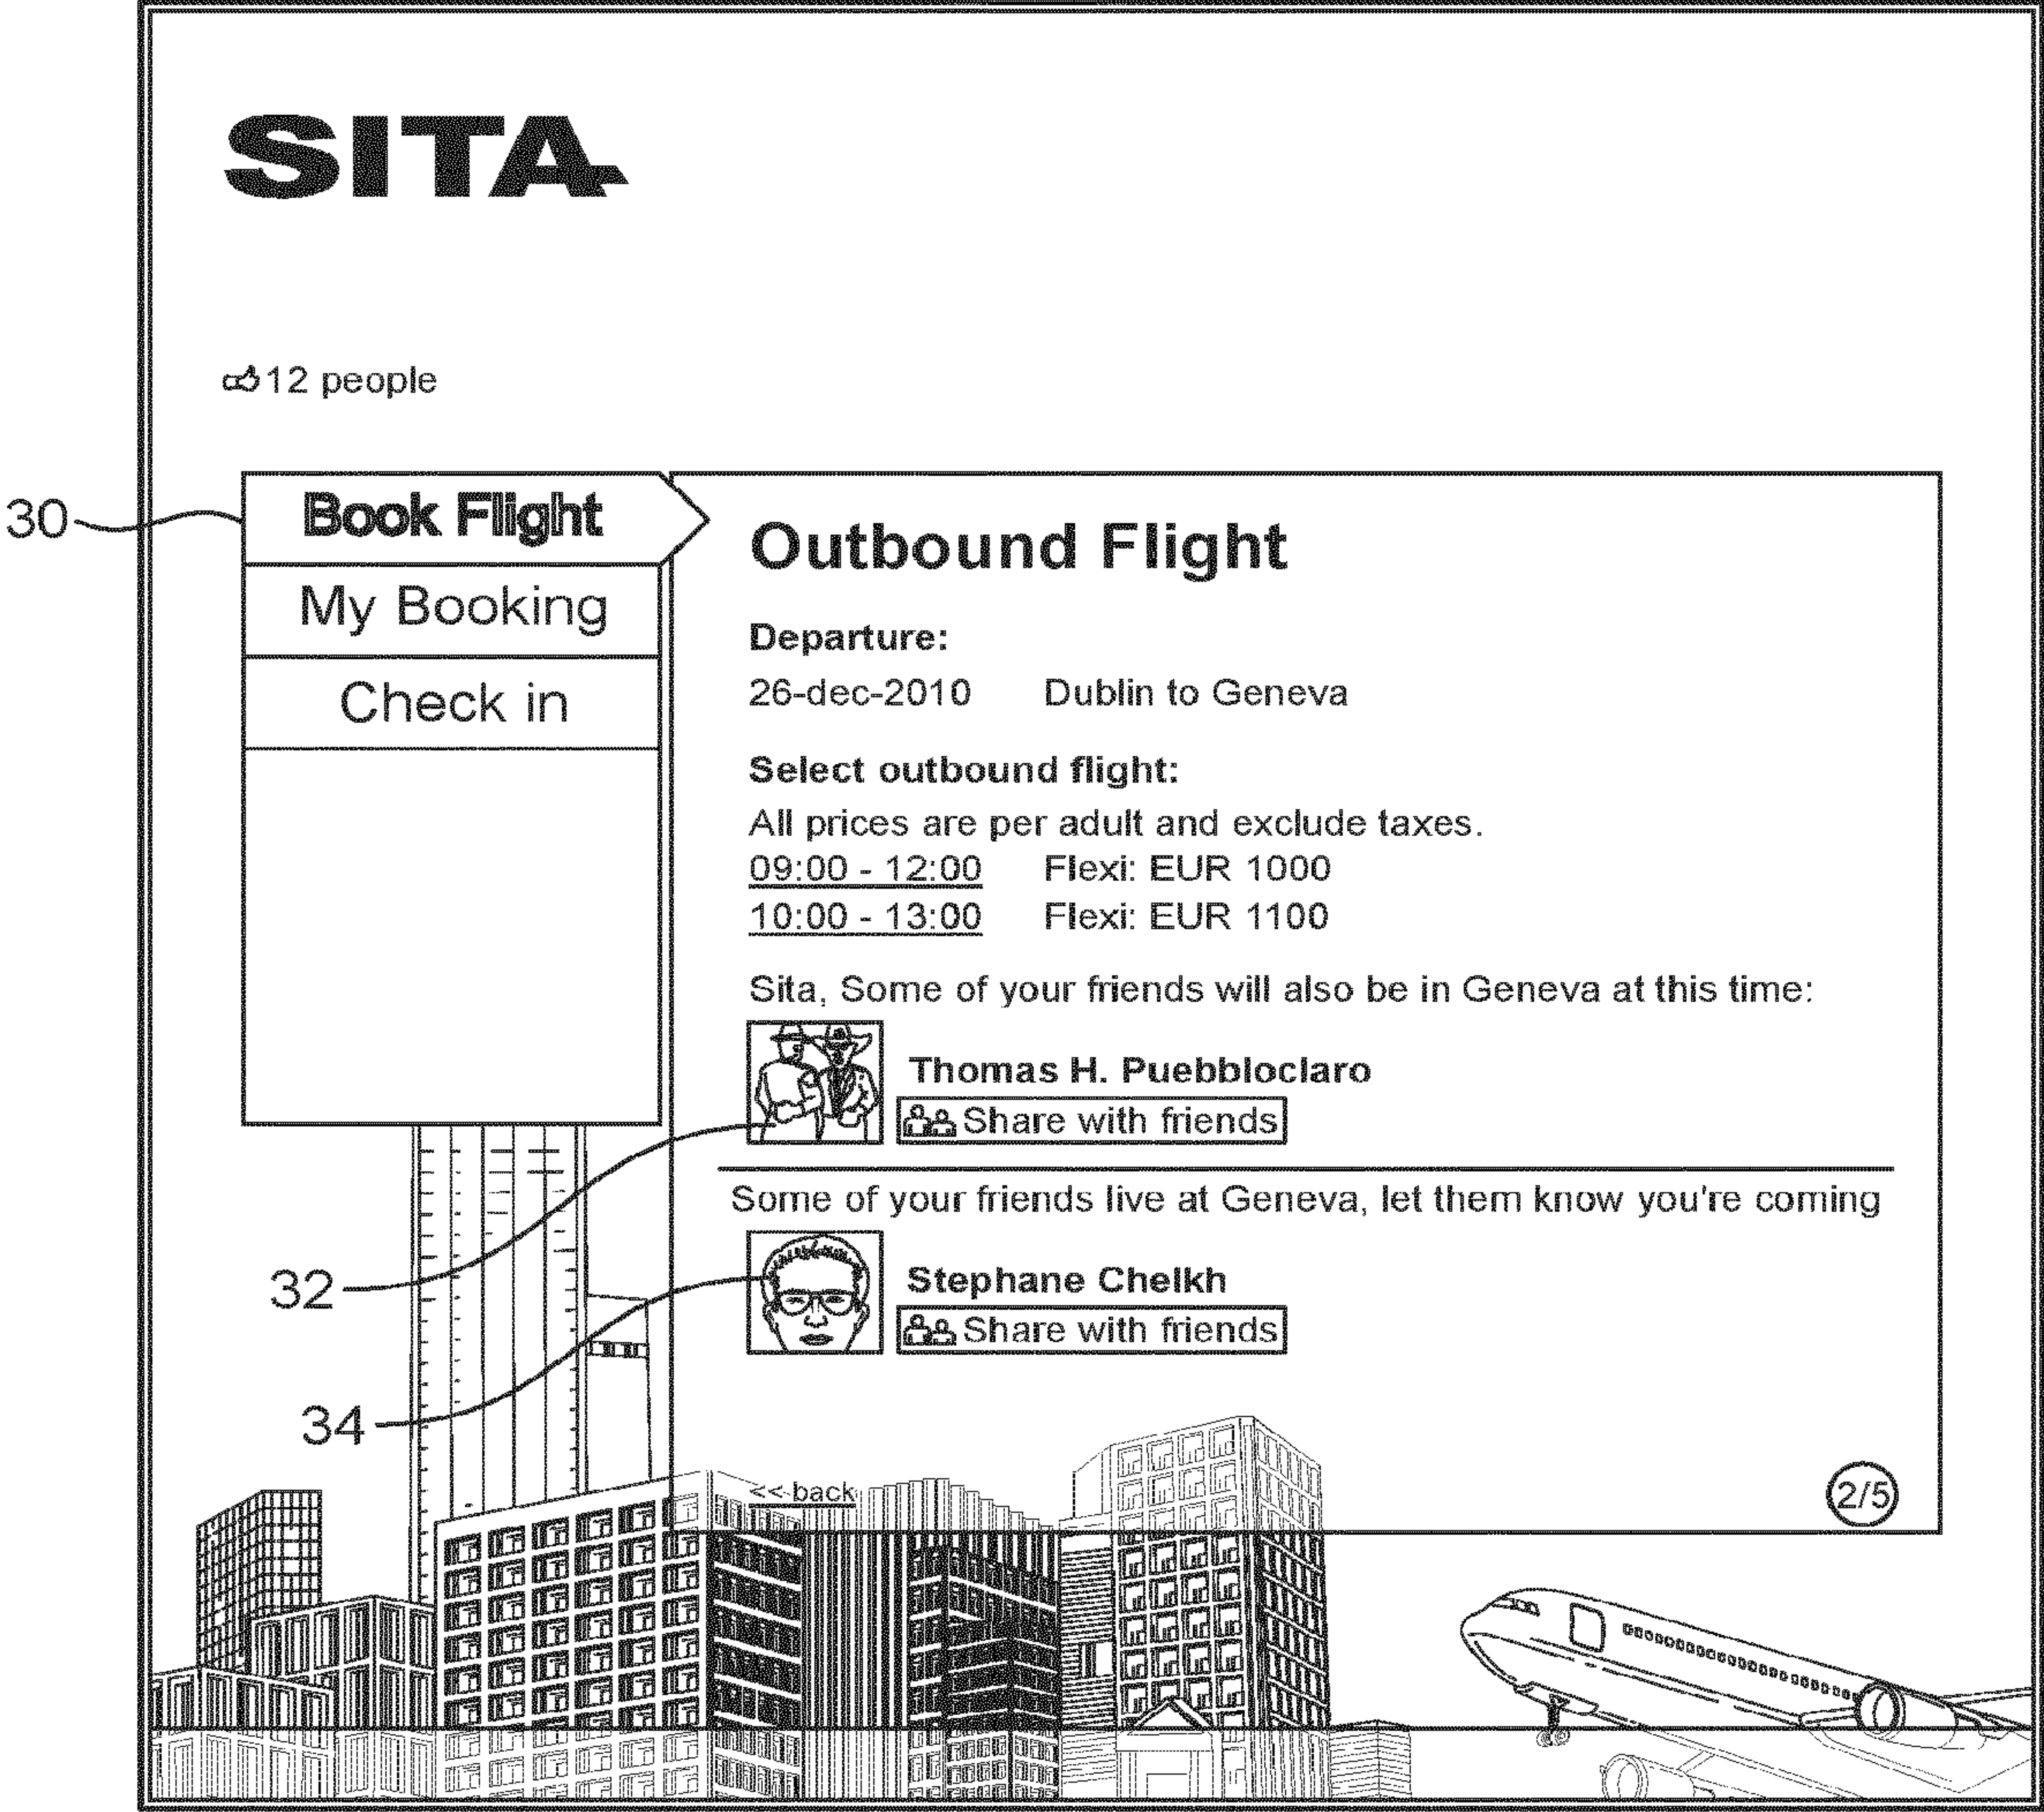 SITA
12 people
30
Book Flight
My Booking
Check in
Outbound Flight
Departure:
26-dec-2010 Dublin to Geneva
Select outbound flight:
All prices are per adult and exclude taxes.
09:00 - 12:00 Flexi: EUR 1000
10:00 - 13:00 Flexi: EUR 1100
Sita, Some of your friends will also be in Geneva at this time:
Thomas H. Puebbloclaro
Share with friends
32
Some of your friends live at Geneva, let them know you're coming
Stephane Chelkh
Share with friends
34
<< back
2/5